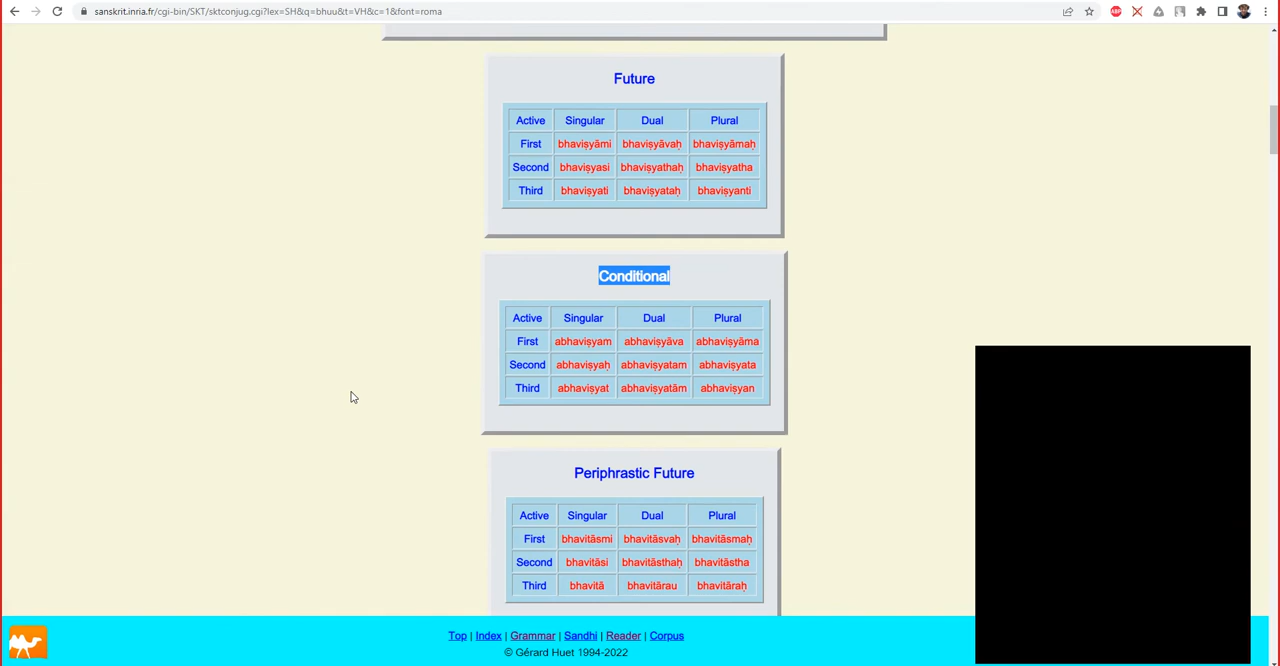 sanskrit.inria.fr/cgi-bin/SKT/sktconjug.cgi?lex=SH&q=bhuu&t=VH&c=1&font=roma
ABP
Future
Active Singular Dual Plural
First bhaviṣyāmi bhaviṣyāvaḥ bhaviṣyāmaḥ
Second bhaviṣyasi bhaviṣyathaḥ bhaviṣyatha
Third bhaviṣyati bhaviṣyataḥ bhaviṣyanti
Conditional
Active Singular Dual Plural
First abhaviṣyam abhaviṣyāva abhaviṣyāma
Second abhaviṣyaḥ abhaviṣyatam abhaviṣyata
Third abhaviṣyat abhaviṣyatām abhaviṣyan
Periphrastic Future
Active Singular Dual Plural
First bhavitāsmi bhavitāsvaḥ bhavitāsmaḥ
Second bhavitāsi bhavitāsthaḥ bhavitāstha
Third bhavitā bhavitārau bhavitāraḥ
Top | Index | Grammar | Sandhi | Reader | Corpus
© Gérard Huet 1994-2022